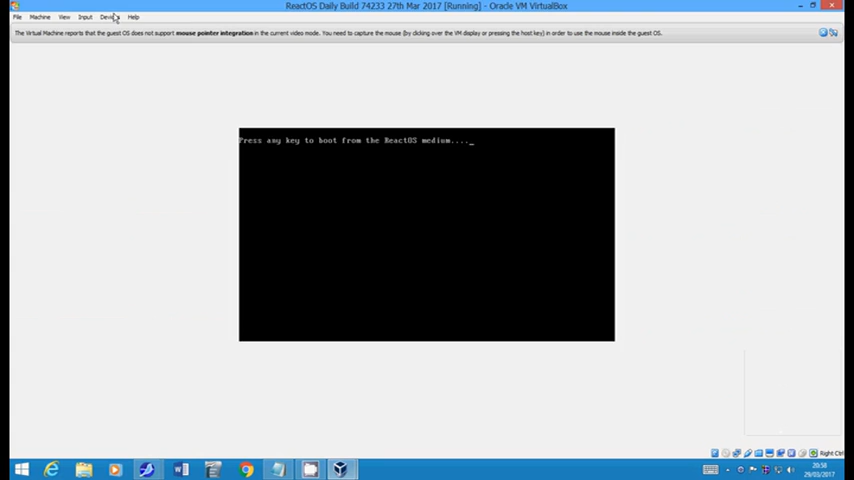 ReactOS Daily Build 74233 27th Mar 2017 [Running] - Oracle VM VirtualBox
File Machine View Input Devices Help
The Virtual Machine reports that the guest OS does not support mouse pointer integration in the current video mode. You need to capture the mouse (by clicking over the VM display or pressing the host key) in order to use the mouse inside the guest OS.
Press any key to boot from the ReactOS medium...._
Right Ctrl
20:58
29/03/2017